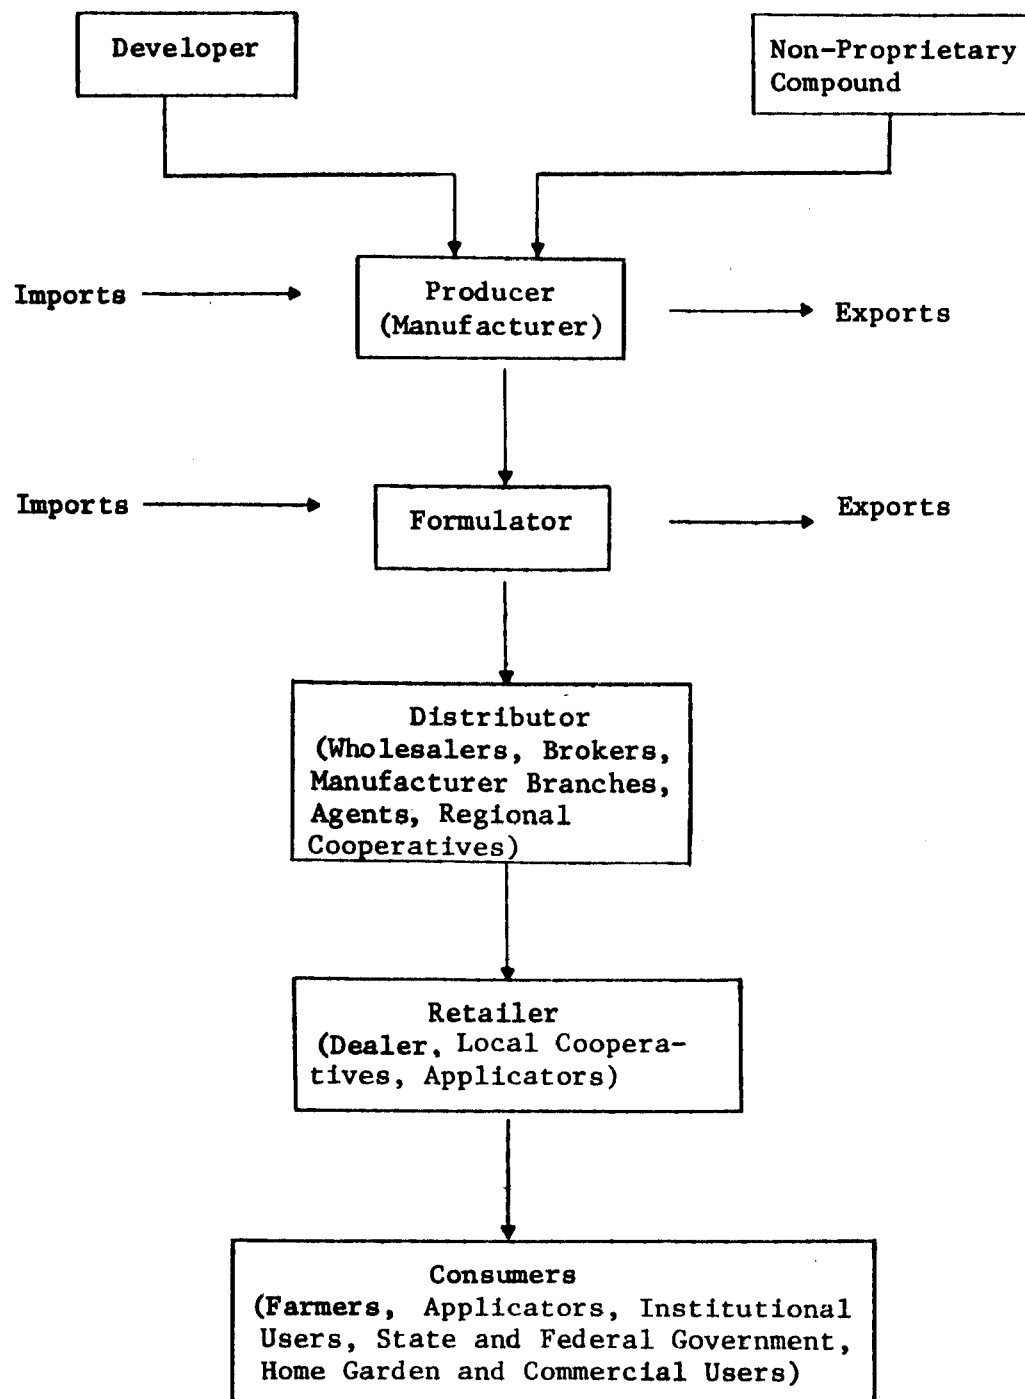 Developer
Non-Proprietary
Compound
Imports
Producer
(Manufacturer)
Exports
Imports
Formulator
Exports
Distributor
(Wholesalers, Brokers,
Manufacturer Branches,
Agents, Regional
Cooperatives)
Retailer
(Dealer, Local Coopera-
tives, Applicators)
Consumers
(Farmers, Applicators, Institutional
Users, State and Federal Government,
Home Garden and Commercial Users)